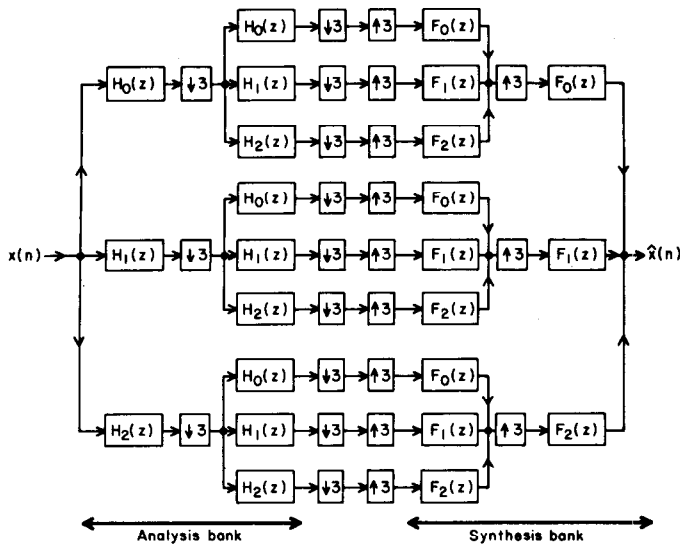 H₀(z) ↓3 ↑3 F₀(z)
H₀(z) ↓3 H₁(z) ↓3 ↑3 F₁(z) ↑3 F₀(z)
H₂(z) ↓3 ↑3 F₂(z)
H₀(z) ↓3 ↑3 F₀(z)
x(n) H₁(z) ↓3 H₁(z) ↓3 ↑3 F₁(z) ↑3 F₁(z) x̂(n)
H₂(z) ↓3 ↑3 F₂(z)
H₀(z) ↓3 ↑3 F₀(z)
H₂(z) ↓3 H₁(z) ↓3 ↑3 F₁(z) ↑3 F₂(z)
H₂(z) ↓3 ↑3 F₂(z)
Analysis bank Synthesis bank